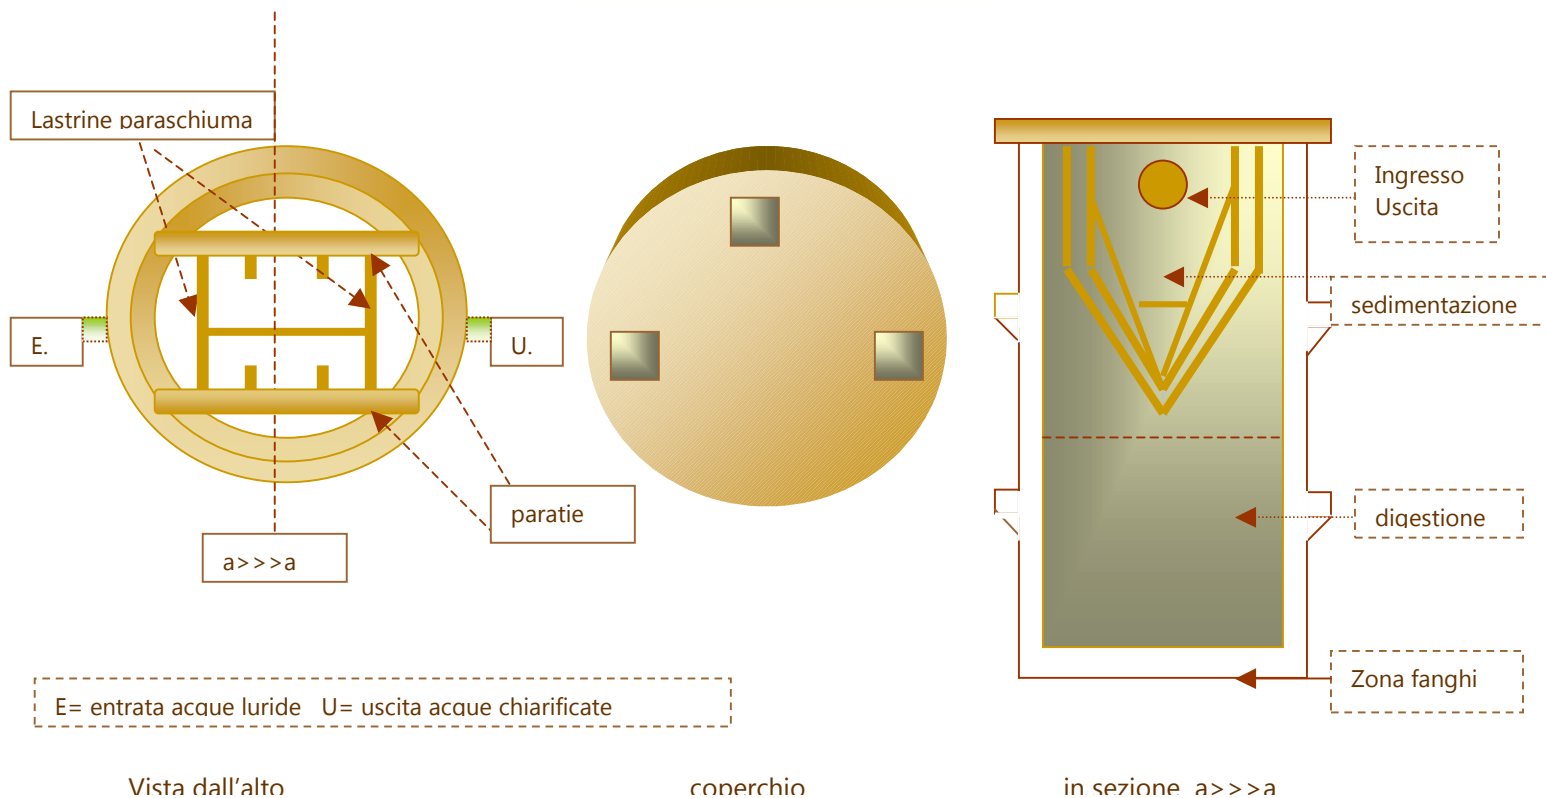 Lastrine paraschiuma
E.
U.
paratie
a>>>a
Ingresso
Uscita
sedimentazione
digestione
Zona fanghi
E= entrata acque luride   U= uscita acque chiarificate
Vista dall'alto
coperchio
in sezione  a>>>a